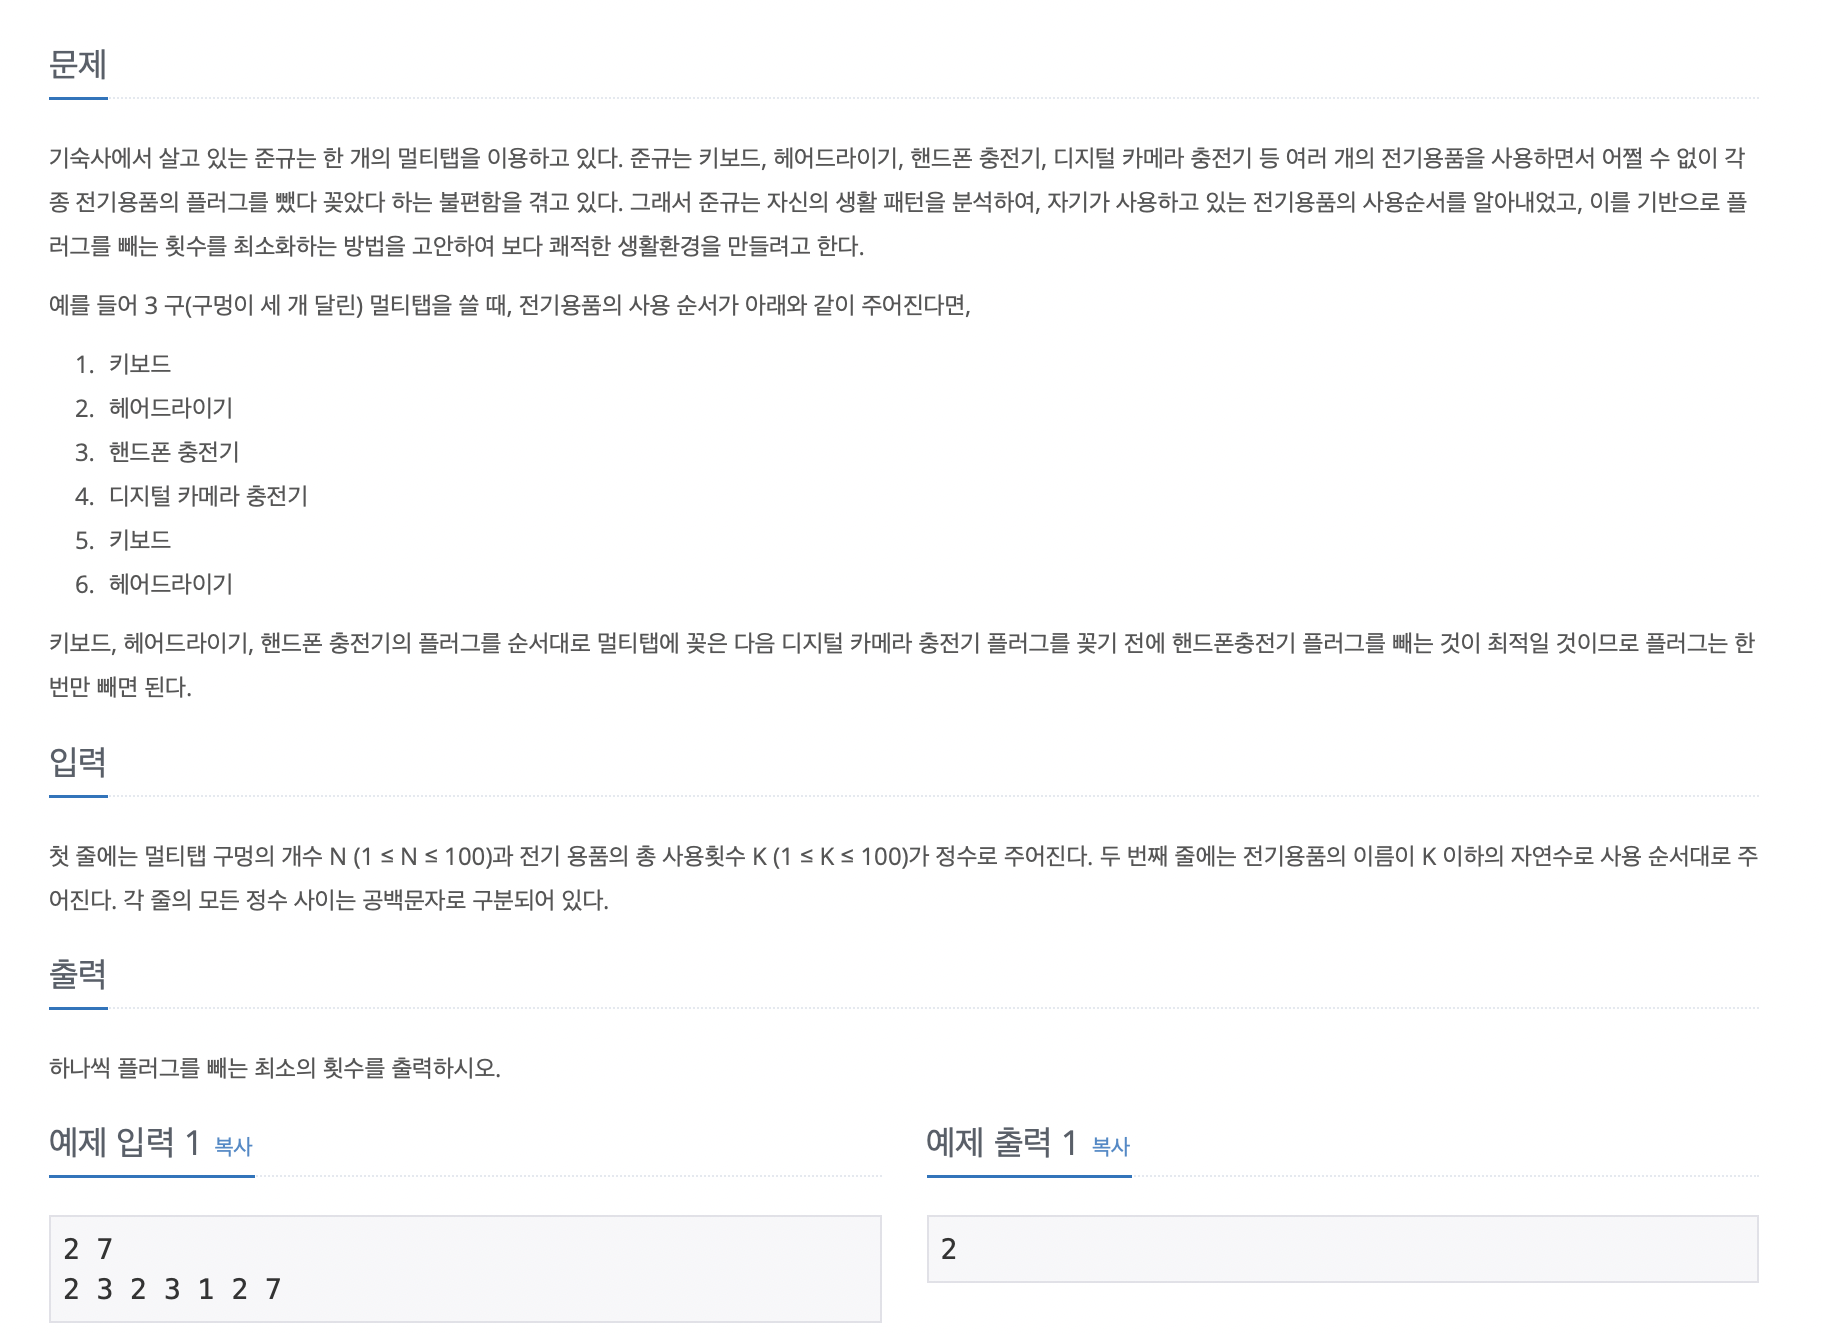 문제
기숙사에서 살고 있는 준규는 한 개의 멀티탭을 이용하고 있다. 준규는 키보드, 헤어드라이기, 핸드폰 충전기, 디지털 카메라 충전기 등 여러 개의 전기용품을 사용하면서 어쩔 수 없이 각
종 전기용품의 플러그를 뺐다 꽂았다 하는 불편함을 겪고 있다. 그래서 준규는 자신의 생활 패턴을 분석하여, 자기가 사용하고 있는 전기용품의 사용순서를 알아내었고, 이를 기반으로 플
러그를 빼는 횟수를 최소화하는 방법을 고안하여 보다 쾌적한 생활환경을 만들려고 한다.
예를 들어 3 구(구멍이 세 개 달린) 멀티탭을 쓸 때, 전기용품의 사용 순서가 아래와 같이 주어진다면,
1. 키보드
2. 헤어드라이기
3. 핸드폰 충전기
4. 디지털 카메라 충전기
5. 키보드
6. 헤어드라이기
키보드, 헤어드라이기, 핸드폰 충전기의 플러그를 순서대로 멀티탭에 꽂은 다음 디지털 카메라 충전기 플러그를 꽂기 전에 핸드폰충전기 플러그를 빼는 것이 최적일 것이므로 플러그는 한
번만 빼면 된다.
입력
첫 줄에는 멀티탭 구멍의 개수 N (1 ≤ N ≤ 100)과 전기 용품의 총 사용횟수 K (1 ≤ K ≤ 100)가 정수로 주어진다. 두 번째 줄에는 전기용품의 이름이 K 이하의 자연수로 사용 순서대로 주
어진다. 각 줄의 모든 정수 사이는 공백문자로 구분되어 있다.
출력
하나씩 플러그를 빼는 최소의 횟수를 출력하시오.
예제 입력 1 복사
2 7
2 3 2 3 1 2 7
예제 출력 1 복사
2